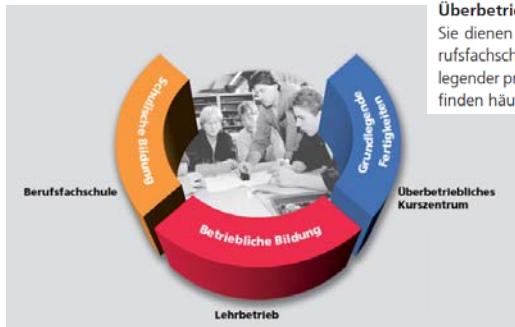 Überbetrie
Sie dienen
rufsfachsch
legender pr
finden häu
Schulische Bildung
Grundlegende
Fertigkeiten
Berufsfachschule
Überbetriebliches
Kurszentrum
Betriebliche Bildung
Lehrbetrieb